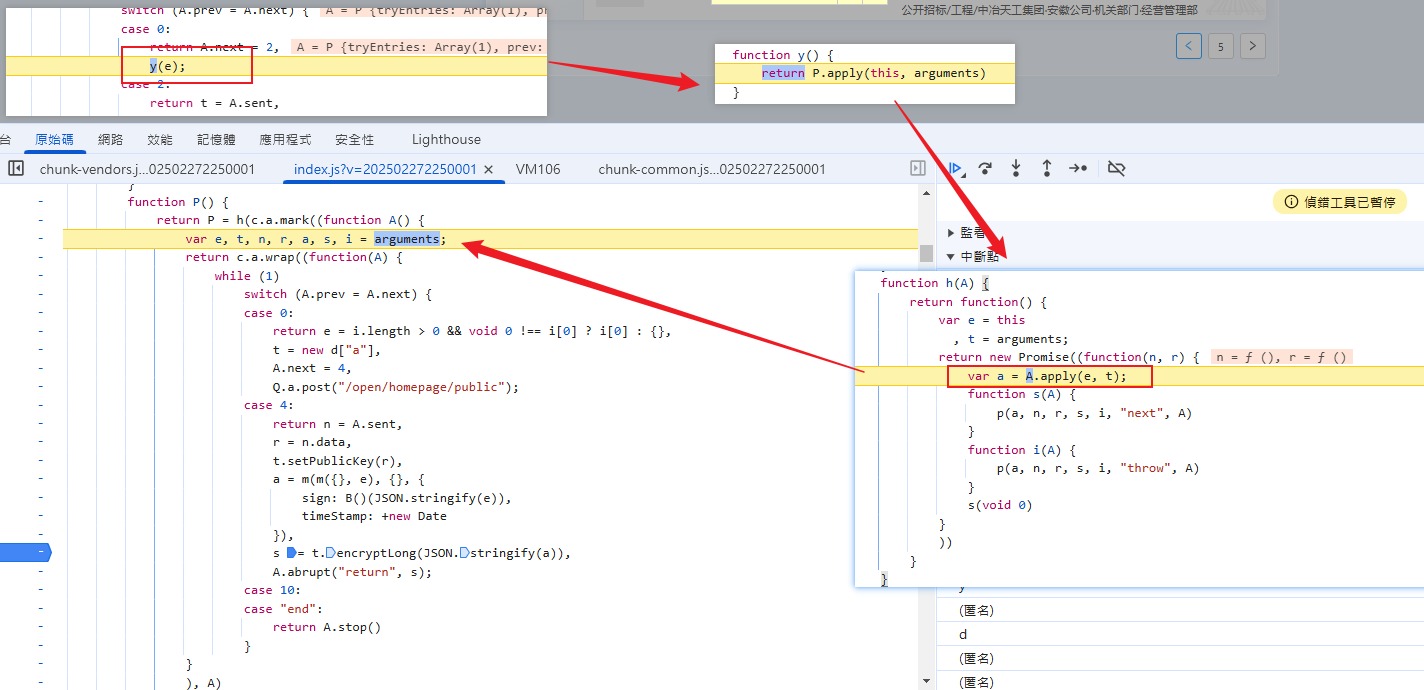 switch (A.prev = A.next) { A = P {tryEntries: Array(1), prev:
case 0:
return A.next = 2, A = P {tryEntries: Array(1), prev:
y(e);
case 2:
return t = A.sent,
公开招标/工程/中冶天工集团·安徽公司·机关部门·经营管理部
< 5 >
function y() {
return P.apply(this, arguments)
}
台 原始碼 網路 效能 記憶體 應用程式 安全性 Lighthouse
chunk-vendors.j...02502272250001 index.js?v=202502272250001 × VM106 chunk-common.js...02502272250001
偵錯工具已暫停
監看
中斷點
}
function P() {
return P = h(c.a.mark((function A() {
var e, t, n, r, a, s, i = arguments;
return c.a.wrap((function(A) {
while (1)
switch (A.prev = A.next) {
case 0:
return e = i.length > 0 && void 0 !== i[0] ? i[0] : {},
t = new d["a"],
A.next = 4,
Q.a.post("/open/homepage/public");
case 4:
return n = A.sent,
r = n.data,
t.setPublicKey(r),
a = m(m({}, e), {}, {
sign: B()(JSON.stringify(e)),
timeStamp: +new Date
}),
s = t.encryptLong(JSON.stringify(a)),
A.abrupt("return", s);
case 10:
case "end":
return A.stop()
}
}
), A)
function h(A) {
return function() {
var e = this
, t = arguments;
return new Promise((function(n, r) { n = ƒ (), r = ƒ ()
var a = A.apply(e, t);
function s(A) {
p(a, n, r, s, i, "next", A)
}
function i(A) {
p(a, n, r, s, i, "throw", A)
}
s(void 0)
}
))
}
}
y
(匿名)
d
(匿名)
(匿名)